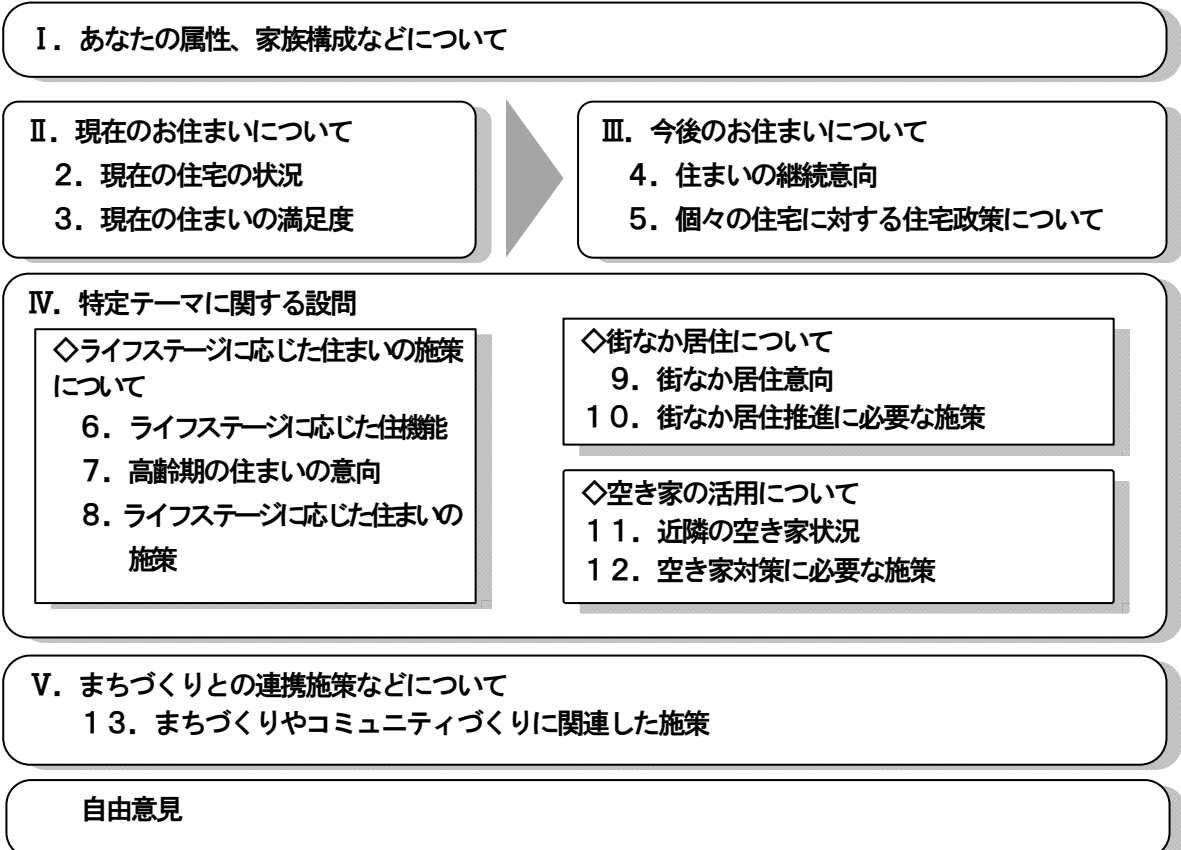 Ⅰ．あなたの属性、家族構成などについて
Ⅱ．現在のお住まいについて
２．現在の住宅の状況
３．現在の住まいの満足度
Ⅲ．今後のお住まいについて
４．住まいの継続意向
５．個々の住宅に対する住宅政策について
Ⅳ．特定テーマに関する設問
◇ライフステージに応じた住まいの施策
について
６．ライフステージに応じた住機能
７．高齢期の住まいの意向
８．ライフステージに応じた住まいの
施策
◇街なか居住について
９．街なか居住意向
１０．街なか居住推進に必要な施策
◇空き家の活用について
１１．近隣の空き家状況
１２．空き家対策に必要な施策
Ⅴ．まちづくりとの連携施策などについて
１３．まちづくりやコミュニティづくりに関連した施策
自由意見